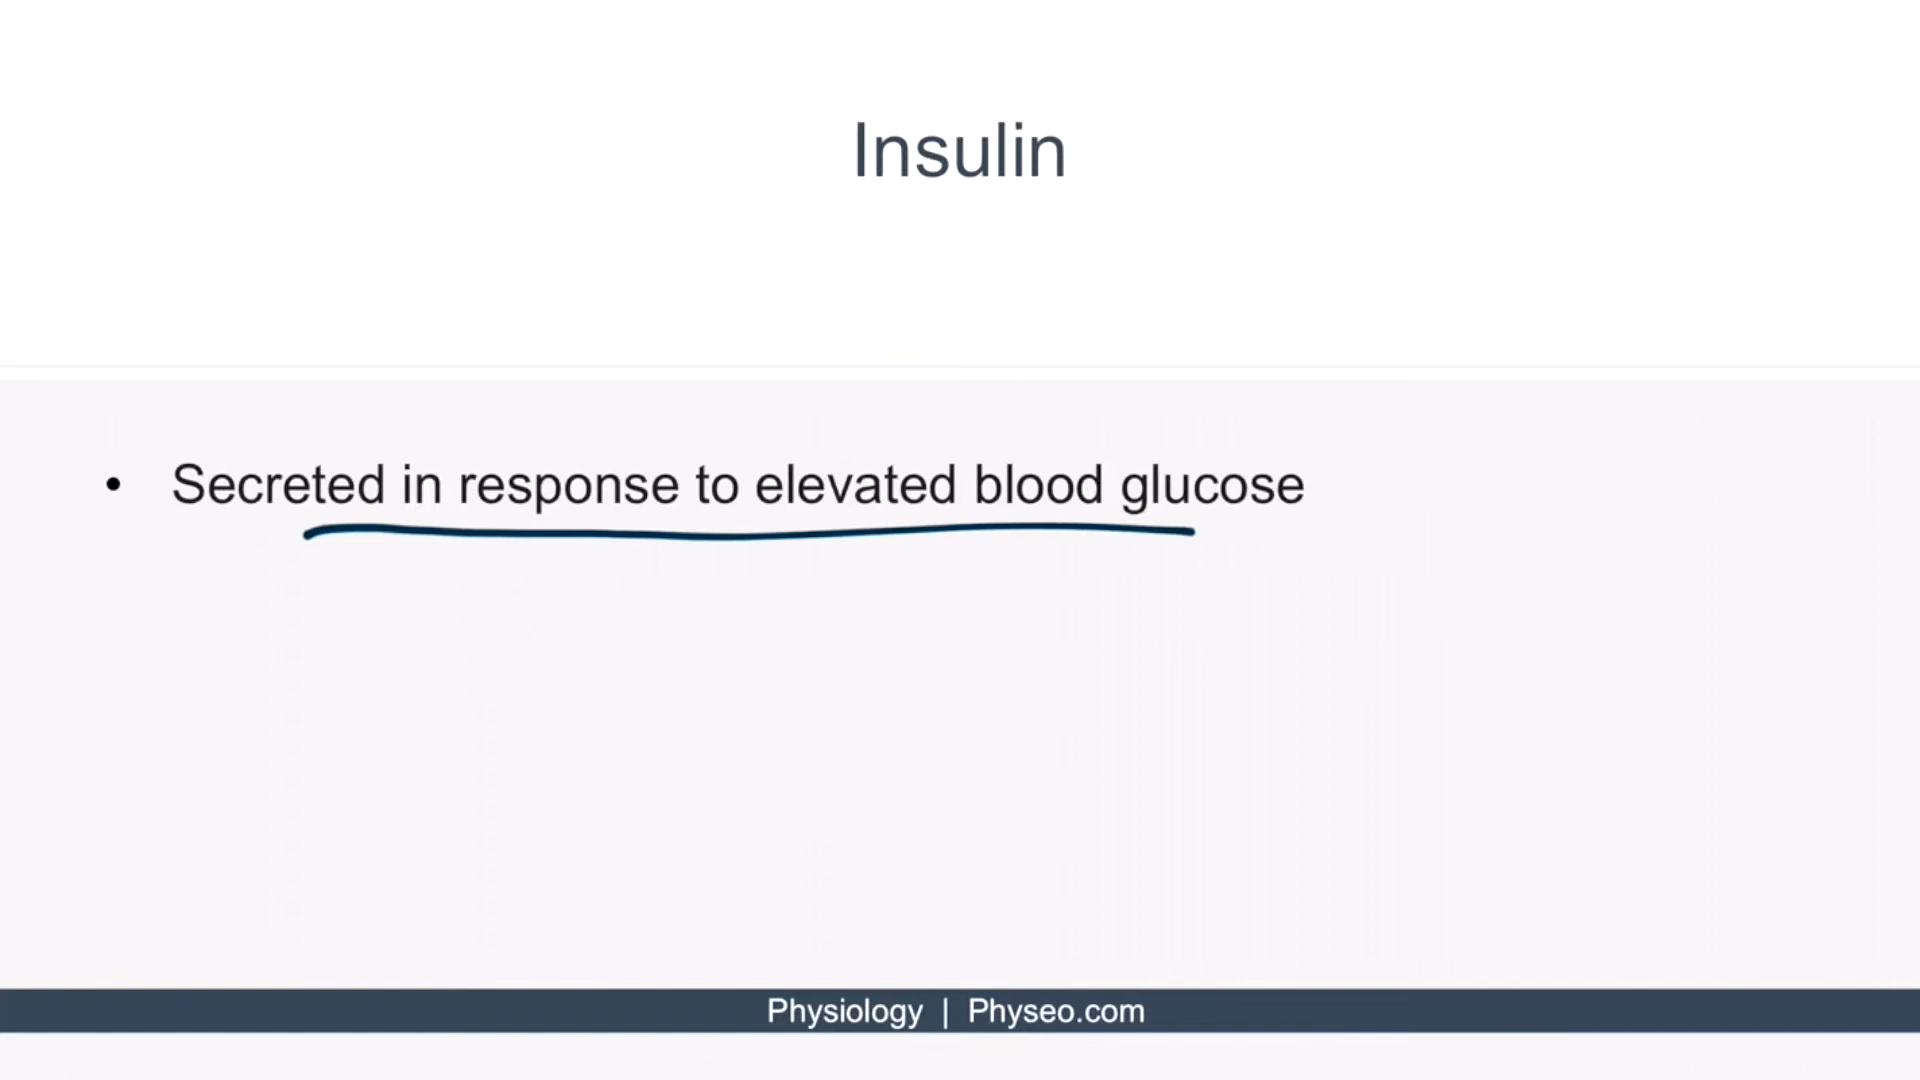 Insulin
• Secreted in response to elevated blood glucose
Physiology | Physeo.com